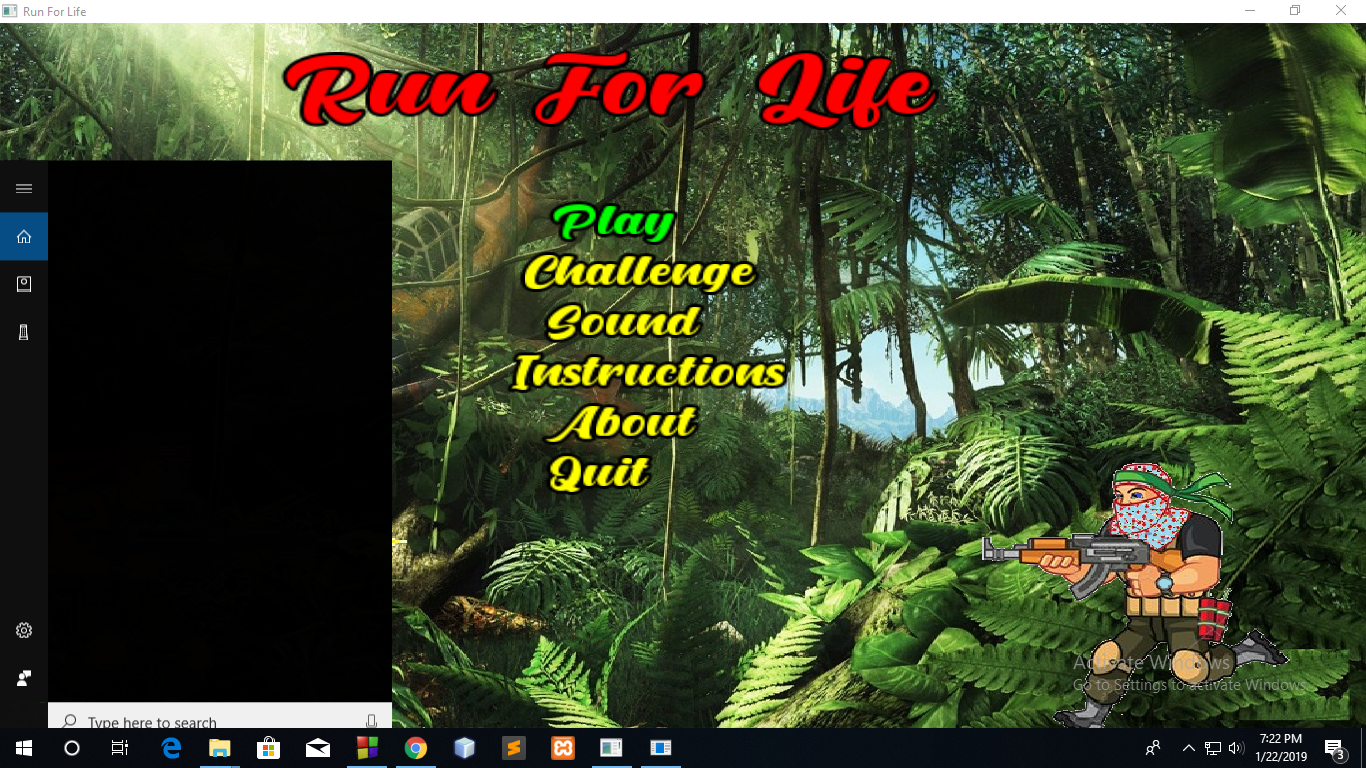 Run For Life
Run For Life
Play
Challenge
Sound
Instructions
About
Quit
Activate Windows
Go to Settings to activate Windows.
Type here to search
7:22 PM
1/22/2019
3